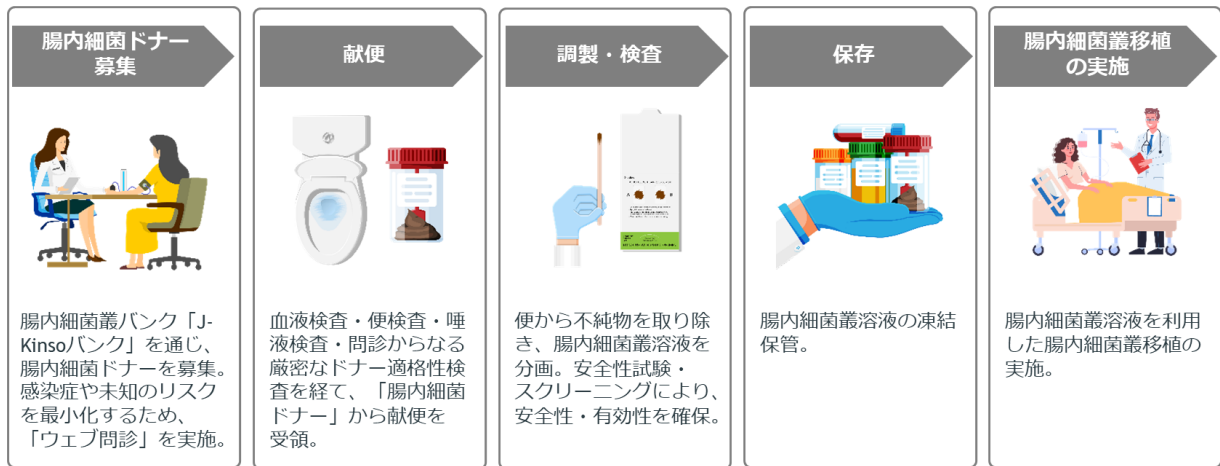 腸内細菌ドナー
募集
腸内細菌叢バンク「J-
Kinsoバンク」を通じ、
腸内細菌ドナーを募集。
感染症や未知のリスク
を最小化するため、
「ウェブ問診」を実施。
献便
血液検査・便検査・唾
液検査・問診からなる
厳密なドナー適格性検
査を経て、「腸内細菌
ドナー」から献便を
受領。
調製・検査
便から不純物を取り除
き、腸内細菌叢溶液を
分画。安全性試験・
スクリーニングにより、
安全性・有効性を確保。
保存
腸内細菌叢溶液の凍結
保管。
腸内細菌叢移植
の実施
腸内細菌叢溶液を利用
した腸内細菌叢移植の
実施。